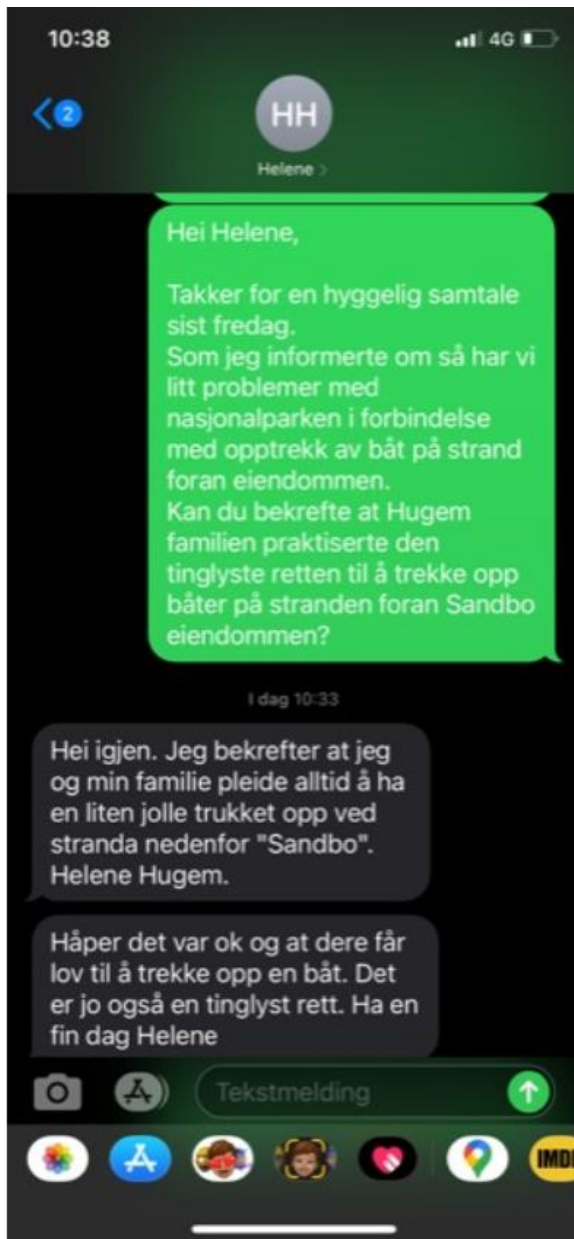 10:38
4G
2
HH
Helene
Hei Helene,
Takker for en hyggelig samtale
sist fredag.
Som jeg informerte om så har vi
litt problemer med
nasjonalparken i forbindelse
med opptrekk av båt på strand
foran eiendommen.
Kan du bekrefte at Hugem
familien praktiserte den
tinglyste retten til å trekke opp
båter på stranden foran Sandbo
eiendommen?
I dag 10:33
Hei igjen. Jeg bekrefter at jeg
og min familie pleide alltid å ha
en liten jolle trukket opp ved
stranda nedenfor "Sandbo".
Helene Hugem.
Håper det var ok og at dere får
lov til å trekke opp en båt. Det
er jo også en tinglyst rett. Ha en
fin dag Helene
Tekstmelding
IMD